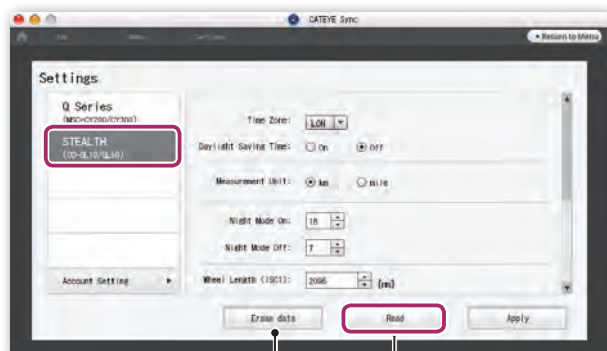 CATEYE Sync
Return to Menu
Settings
Q Series
(MSC-CY200/CY300)
STEALTH
(CO-GL10/GL50)
Account Setting
Time Zone: LON
Daylight Saving Time: On off
Measurement Unit: km mile
Night Mode On: 18
Night Mode Off: 7
Wheel Length (ISC1): 2096 (mm)
Erase data Read Apply